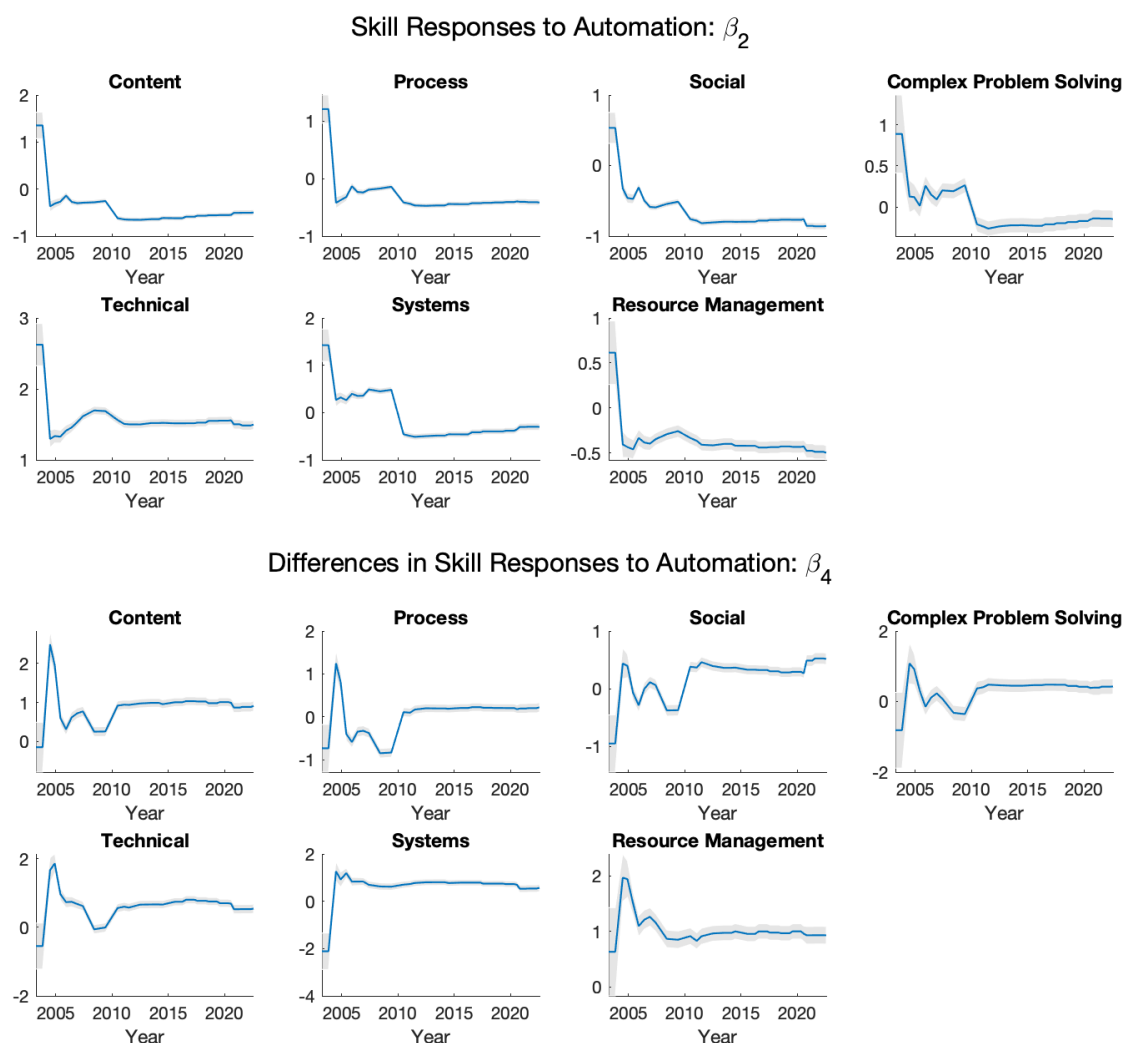 Skill Responses to Automation: β2
Content Process Social Complex Problem Solving
2 1 0 -1
1 0 -1
1 0 -1
1 0.5 0
2005 2010 2015 2020 2005 2010 2015 2020 2005 2010 2015 2020 2005 2010 2015 2020
Year Year Year Year
Technical Systems Resource Management
3 2 1
2 1 0 -1
1 0.5 0 -0.5
2005 2010 2015 2020 2005 2010 2015 2020 2005 2010 2015 2020
Year Year Year
Differences in Skill Responses to Automation: β4
Content Process Social Complex Problem Solving
2 1 0
2 1 0 -1
1 0 -1
2 0 -2
2005 2010 2015 2020 2005 2010 2015 2020 2005 2010 2015 2020 2005 2010 2015 2020
Year Year Year Year
Technical Systems Resource Management
2 0 -2
2 0 -2 -4
2 1 0
2005 2010 2015 2020 2005 2010 2015 2020 2005 2010 2015 2020
Year Year Year